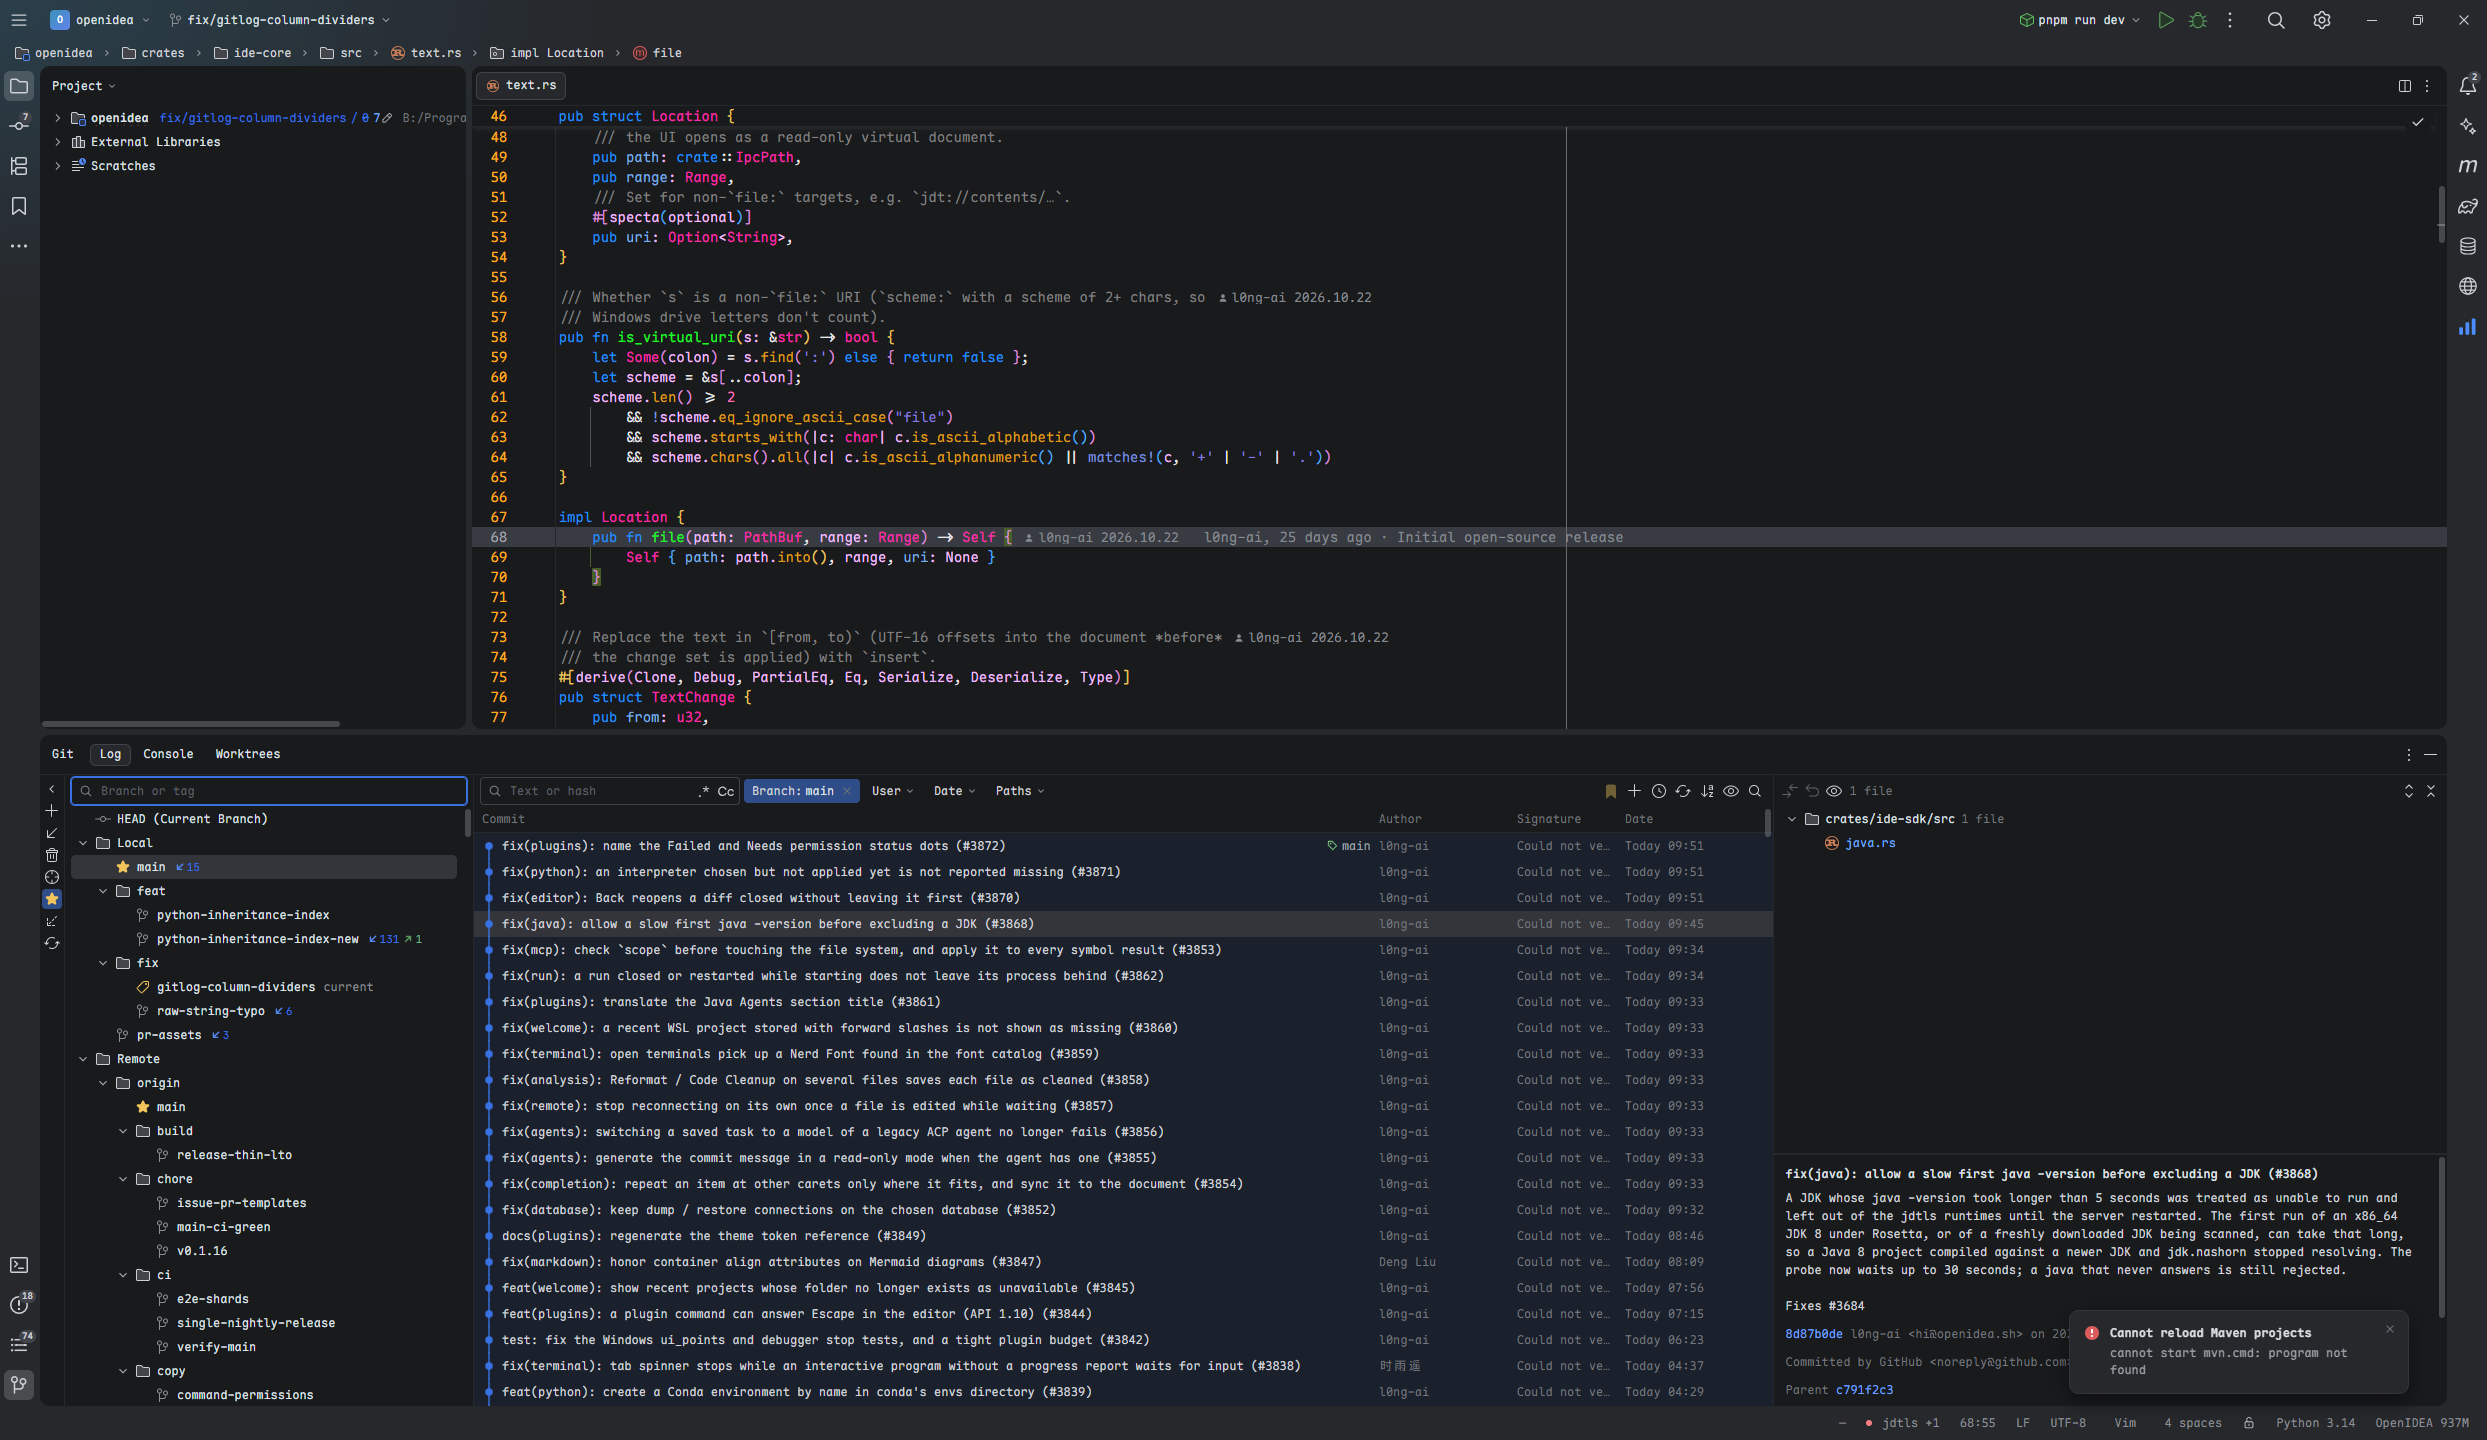 openidea
fix/gitlog-column-dividers
pnpm run dev
openidea > crates > ide-core > src > text.rs > impl Location > file
Project
openidea fix/gitlog-column-dividers / 0 7 B:/Progra
External Libraries
Scratches
text.rs
46 pub struct Location {
48 /// the UI opens as a read-only virtual document.
49 pub path: crate::IpcPath,
50 pub range: Range,
51 /// Set for non-`file:` targets, e.g. `jdt://contents/…`.
52 #[specta(optional)]
53 pub uri: Option<String>,
54 }
55
56 /// Whether `s` is a non-`file:` URI (`scheme:` with a scheme of 2+ chars, so l0ng-ai 2026.10.22
57 /// Windows drive letters don't count).
58 pub fn is_virtual_uri(s: &str) -> bool {
59 let Some(colon) = s.find(':') else { return false };
60 let scheme = &s[..colon];
61 scheme.len() >= 2
62 && !scheme.eq_ignore_ascii_case("file")
63 && scheme.starts_with(|c: char| c.is_ascii_alphabetic())
64 && scheme.chars().all(|c| c.is_ascii_alphanumeric() || matches!(c, '+' | '-' | '.'))
65 }
66
67 impl Location {
68 pub fn file(path: PathBuf, range: Range) -> Self { l0ng-ai 2026.10.22 l0ng-ai, 25 days ago · Initial open-source release
69 Self { path: path.into(), range, uri: None }
70 }
71 }
72
73 /// Replace the text in `[from, to)` (UTF-16 offsets into the document *before* l0ng-ai 2026.10.22
74 /// the change set is applied) with `insert`.
75 #[derive(Clone, Debug, PartialEq, Eq, Serialize, Deserialize, Type)]
76 pub struct TextChange {
77 pub from: u32,
7
18
74
2
Git Log Console Worktrees
Branch or tag
HEAD (Current Branch)
Local
main 15
feat
python-inheritance-index
python-inheritance-index-new 131 1
fix
gitlog-column-dividers current
raw-string-typo 6
pr-assets 3
Remote
origin
main
build
release-thin-lto
chore
issue-pr-templates
main-ci-green
v0.1.16
ci
e2e-shards
single-nightly-release
verify-main
copy
command-permissions
Text or hash .* Cc Branch: main User Date Paths
Commit Author Signature Date
fix(plugins): name the Failed and Needs permission status dots (#3872) main l0ng-ai Could not ve… Today 09:51
fix(python): an interpreter chosen but not applied yet is not reported missing (#3871) l0ng-ai Could not ve… Today 09:51
fix(editor): Back reopens a diff closed without leaving it first (#3870) l0ng-ai Could not ve… Today 09:51
fix(java): allow a slow first java -version before excluding a JDK (#3868) l0ng-ai Could not ve… Today 09:45
fix(mcp): check `scope` before touching the file system, and apply it to every symbol result (#3853) l0ng-ai Could not ve… Today 09:34
fix(run): a run closed or restarted while starting does not leave its process behind (#3862) l0ng-ai Could not ve… Today 09:34
fix(plugins): translate the Java Agents section title (#3861) l0ng-ai Could not ve… Today 09:33
fix(welcome): a recent WSL project stored with forward slashes is not shown as missing (#3860) l0ng-ai Could not ve… Today 09:33
fix(terminal): open terminals pick up a Nerd Font found in the font catalog (#3859) l0ng-ai Could not ve… Today 09:33
fix(analysis): Reformat / Code Cleanup on several files saves each file as cleaned (#3858) l0ng-ai Could not ve… Today 09:33
fix(remote): stop reconnecting on its own once a file is edited while waiting (#3857) l0ng-ai Could not ve… Today 09:33
fix(agents): switching a saved task to a model of a legacy ACP agent no longer fails (#3856) l0ng-ai Could not ve… Today 09:33
fix(agents): generate the commit message in a read-only mode when the agent has one (#3855) l0ng-ai Could not ve… Today 09:33
fix(completion): repeat an item at other carets only where it fits, and sync it to the document (#3854) l0ng-ai Could not ve… Today 09:33
fix(database): keep dump / restore connections on the chosen database (#3852) l0ng-ai Could not ve… Today 09:32
docs(plugins): regenerate the theme token reference (#3849) l0ng-ai Could not ve… Today 08:46
fix(markdown): honor container align attributes on Mermaid diagrams (#3847) Deng Liu Could not ve… Today 08:09
feat(welcome): show recent projects whose folder no longer exists as unavailable (#3845) l0ng-ai Could not ve… Today 07:56
feat(plugins): a plugin command can answer Escape in the editor (API 1.10) (#3844) l0ng-ai Could not ve… Today 07:15
test: fix the Windows ui_points and debugger stop tests, and a tight plugin budget (#3842) l0ng-ai Could not ve… Today 06:23
fix(terminal): tab spinner stops while an interactive program without a progress report waits for input (#3838) 时雨遥 Could not ve… Today 04:37
feat(python): create a Conda environment by name in conda's envs directory (#3839) l0ng-ai Could not ve… Today 04:29
1 file
crates/ide-sdk/src 1 file
java.rs
fix(java): allow a slow first java -version before excluding a JDK (#3868)
A JDK whose java -version took longer than 5 seconds was treated as unable to run and
left out of the jdtls runtimes until the server restarted. The first run of an x86_64
JDK 8 under Rosetta, or of a freshly downloaded JDK being scanned, can take that long,
so a Java 8 project compiled against a newer JDK and jdk.nashorn stopped resolving. The
probe now waits up to 30 seconds; a java that never answers is still rejected.
Fixes #3684
8d87b0de l0ng-ai <hi@openidea.sh> on 202
Committed by GitHub <noreply@github.com>
Parent c791f2c3
Cannot reload Maven projects
cannot start mvn.cmd: program not
found
jdtls +1 68:55 LF UTF-8 Vim 4 spaces Python 3.14 OpenIDEA 937M